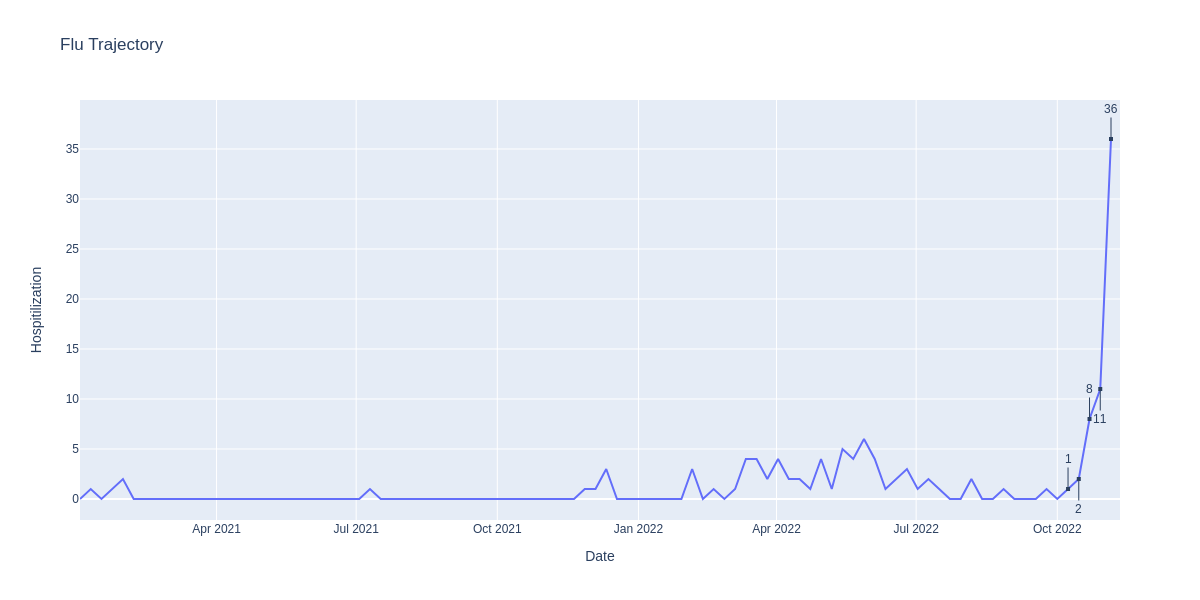 Flu Trajectory
36
35
30
25
20
15
10
5
0
Hospitilization
8
11
1
2
Apr 2021
Jul 2021
Oct 2021
Jan 2022
Apr 2022
Jul 2022
Oct 2022
Date